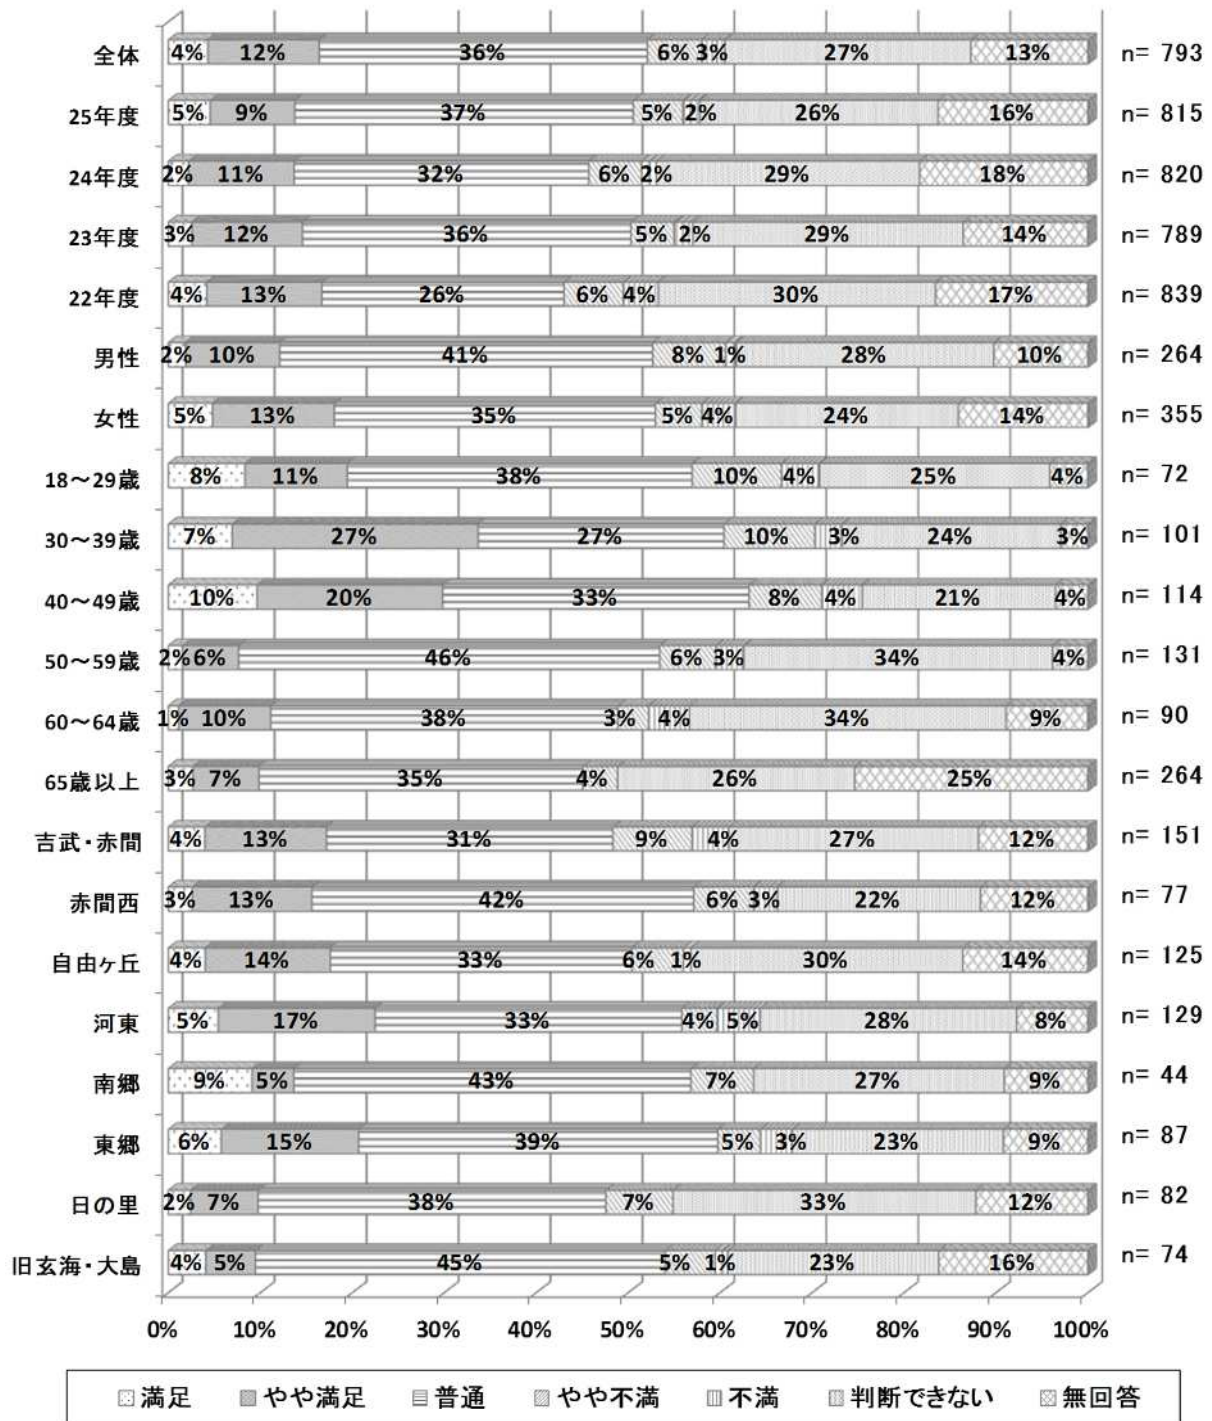 全体 4% 12% 36% 6% 3% 27% 13% n= 793
25年度 5% 9% 37% 5% 2% 26% 16% n= 815
24年度 2% 11% 32% 6% 2% 29% 18% n= 820
23年度 3% 12% 36% 5% 2% 29% 14% n= 789
22年度 4% 13% 26% 6% 4% 30% 17% n= 839
男性 2% 10% 41% 8% 1% 28% 10% n= 264
女性 5% 13% 35% 5% 4% 24% 14% n= 355
18～29歳 8% 11% 38% 10% 4% 25% 4% n= 72
30～39歳 7% 27% 27% 10% 3% 24% 3% n= 101
40～49歳 10% 20% 33% 8% 4% 21% 4% n= 114
50～59歳 2% 6% 46% 6% 3% 34% 4% n= 131
60～64歳 1% 10% 38% 3% 4% 34% 9% n= 90
65歳以上 3% 7% 35% 4% 26% 25% n= 264
吉武・赤間 4% 13% 31% 9% 4% 27% 12% n= 151
赤間西 3% 13% 42% 6% 3% 22% 12% n= 77
自由ヶ丘 4% 14% 33% 6% 1% 30% 14% n= 125
河東 5% 17% 33% 4% 5% 28% 8% n= 129
南郷 9% 5% 43% 7% 27% 9% n= 44
東郷 6% 15% 39% 5% 3% 23% 9% n= 87
日の里 2% 7% 38% 7% 33% 12% n= 82
旧玄海・大島 4% 5% 45% 5% 1% 23% 16% n= 74
0% 10% 20% 30% 40% 50% 60% 70% 80% 90% 100%
満足 やや満足 普通 やや不満 不満 判断できない 無回答